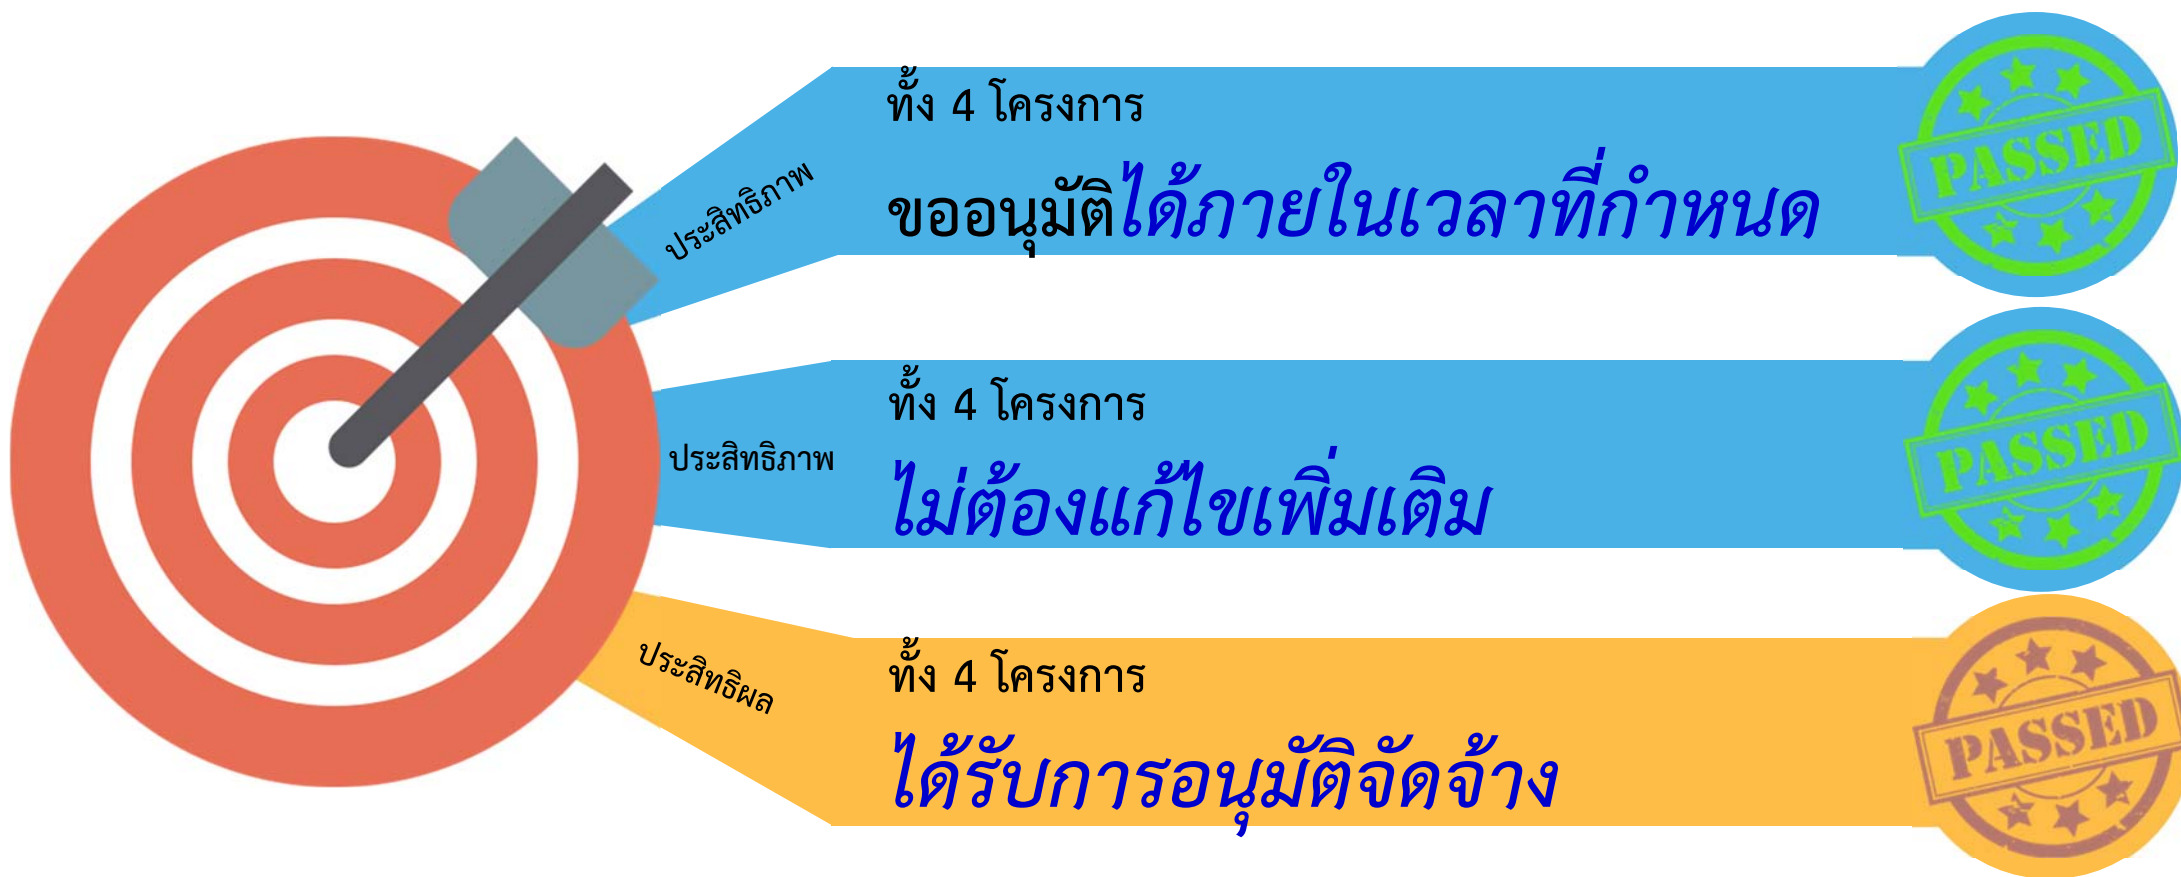 ประสิทธิภาพ
ทั้ง 4 โครงการ
ขออนุมัติได้ภายในเวลาที่กำหนด
PASSED
ประสิทธิภาพ
ทั้ง 4 โครงการ
ไม่ต้องแก้ไขเพิ่มเติม
PASSED
ประสิทธิผล
ทั้ง 4 โครงการ
ได้รับการอนุมัติจัดจ้าง
PASSED